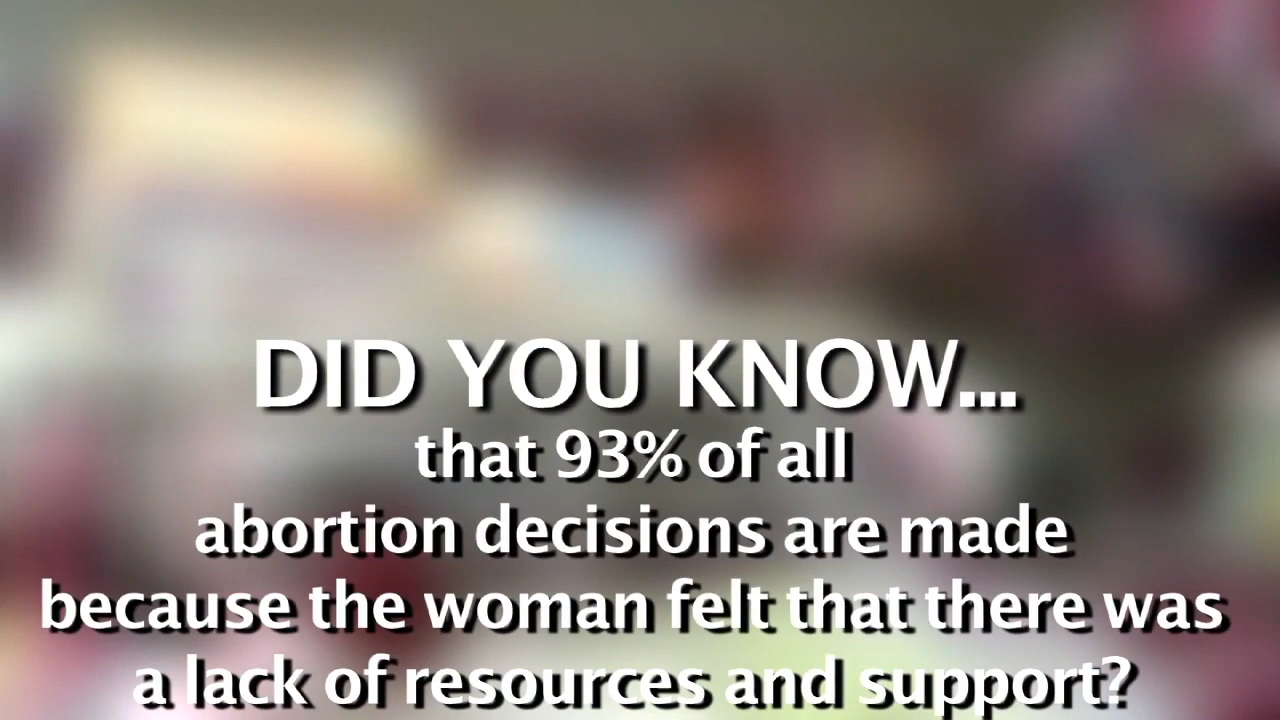 DID YOU KNOW...
that 93% of all
abortion decisions are made
because the woman felt that there was
a lack of resources and support?